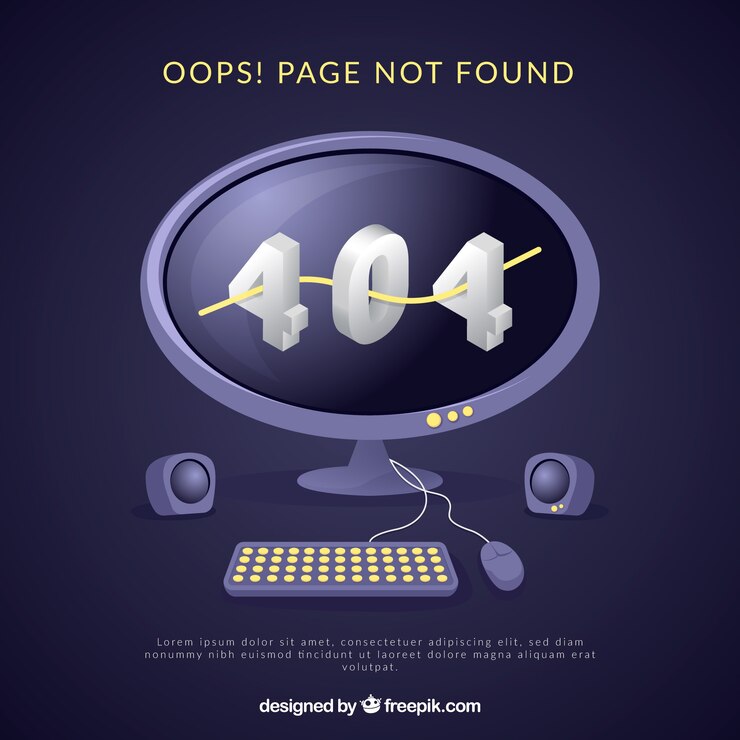 OOPS! PAGE NOT FOUND
404
Lorem ipsum dolor sit amet, consectetuer adipiscing elit, sed diam
nonummy nibh euismod tincidunt ut laoreet dolore magna aliquam erat
volutpat.
designed by freepik.com